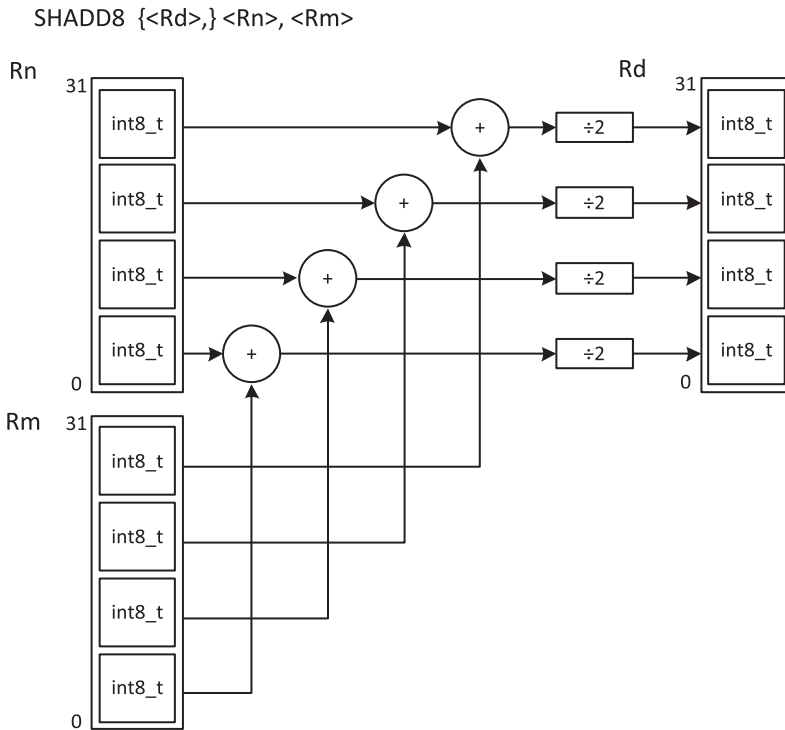 SHADD8 {<Rd>,} <Rn>, <Rm>
Rn
31
int8_t
int8_t
int8_t
int8_t
0
+
+
+
+
÷2
÷2
÷2
÷2
Rd
31
int8_t
int8_t
int8_t
int8_t
0
Rm
31
int8_t
int8_t
int8_t
int8_t
0